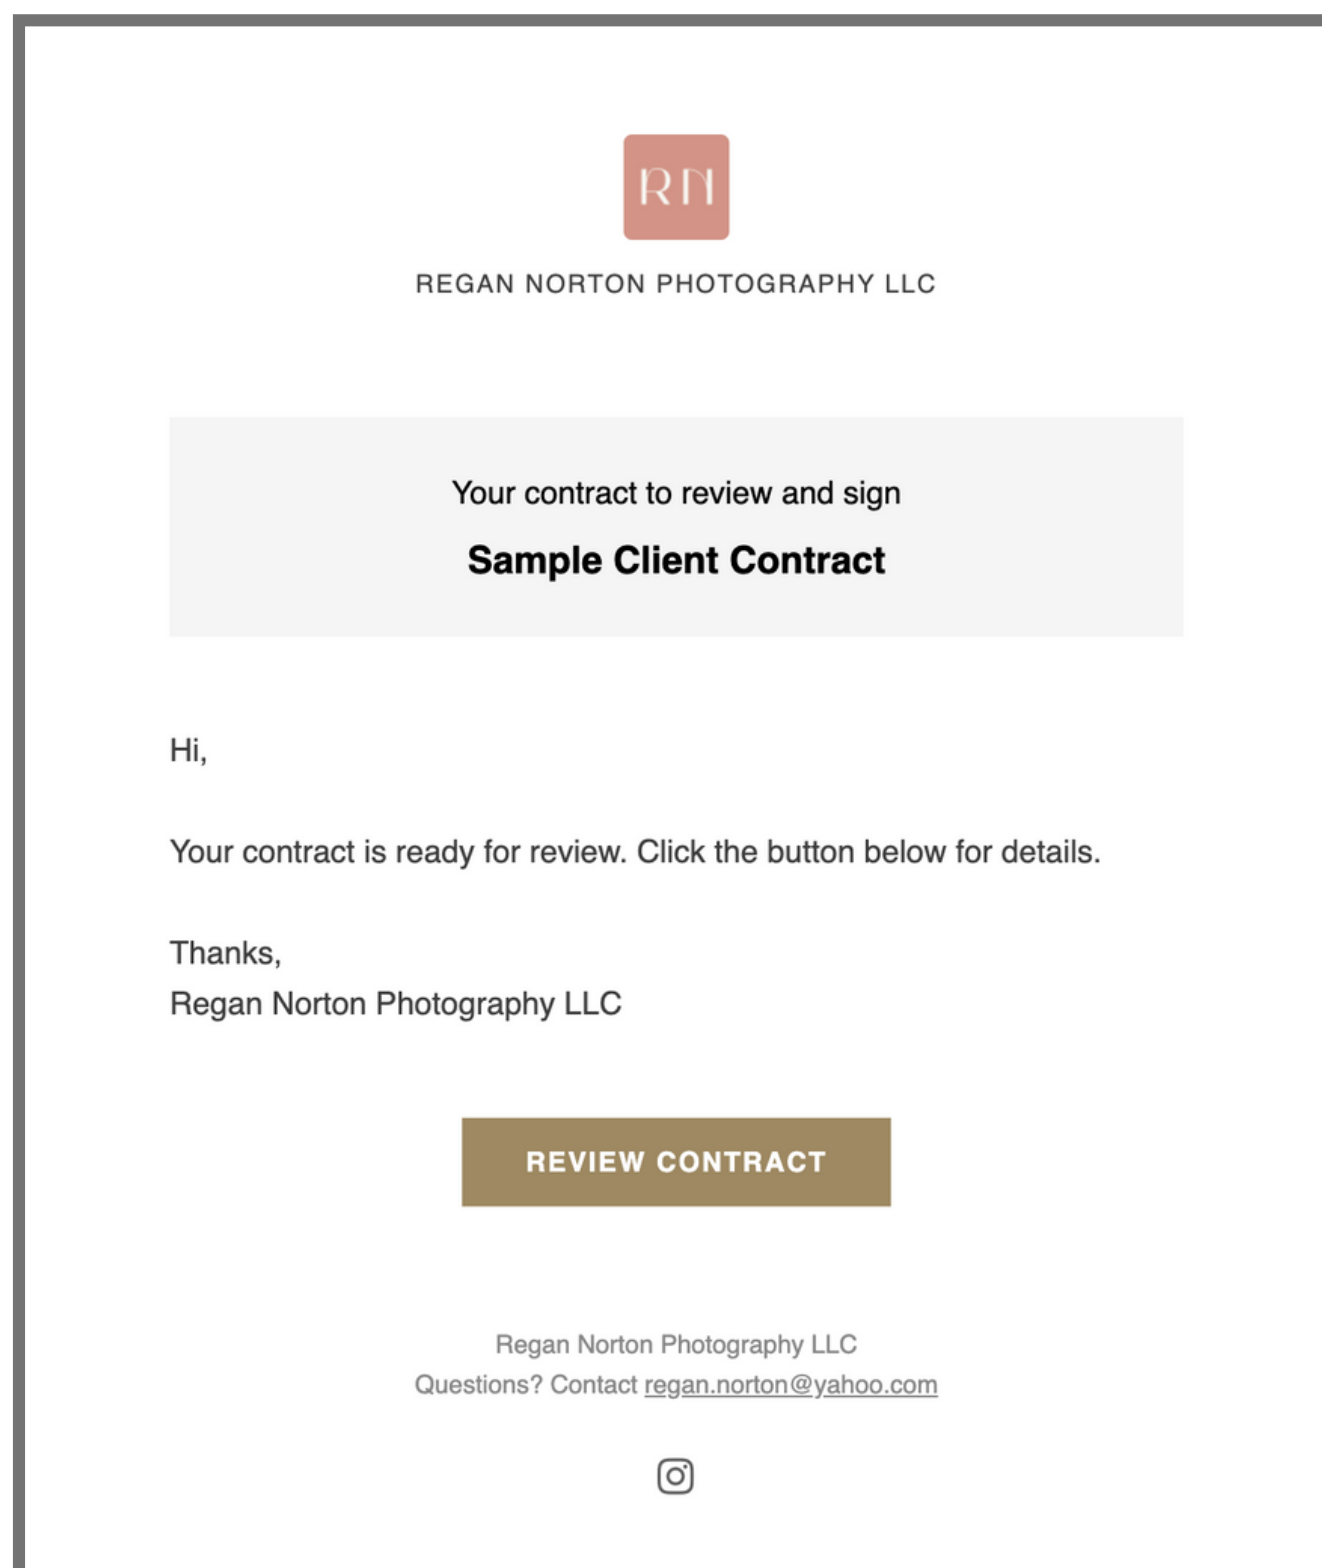 RN
REGAN NORTON PHOTOGRAPHY LLC
Your contract to review and sign
Sample Client Contract
Hi,
Your contract is ready for review. Click the button below for details.
Thanks,
Regan Norton Photography LLC
REVIEW CONTRACT
Regan Norton Photography LLC
Questions? Contact regan.norton@yahoo.com